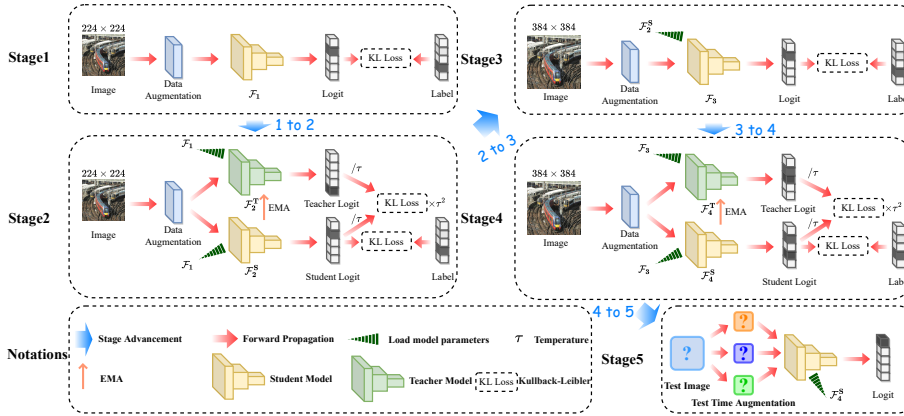 Stage1
224 × 224
Image
Data
Augmentation
F₁
Logit
KL Loss
Label
1 to 2
Stage2
224 × 224
Image
Data
Augmentation
F₁
F₂ᵀ
EMA
F₁
F₂ˢ
Teacher Logit
/τ
/τ
KL Loss ×τ²
KL Loss
Student Logit
Label
2 to 3
Stage3
384 × 384
Image
Data
Augmentation
F₂ˢ
F₃
Logit
KL Loss
Label
3 to 4
Stage4
384 × 384
Image
Data
Augmentation
F₃
F₄ᵀ
EMA
F₃
F₄ˢ
Teacher Logit
/τ
/τ
KL Loss ×τ²
KL Loss
Student Logit
Label
4 to 5
Notations
Stage Advancement
Forward Propagation
Load model parameters
τ Temperature
EMA
Student Model
Teacher Model
KL Loss Kullback-Leibler
Stage5
?
?
?
?
Test Image
Test Time Augmentation
F₄ˢ
Logit